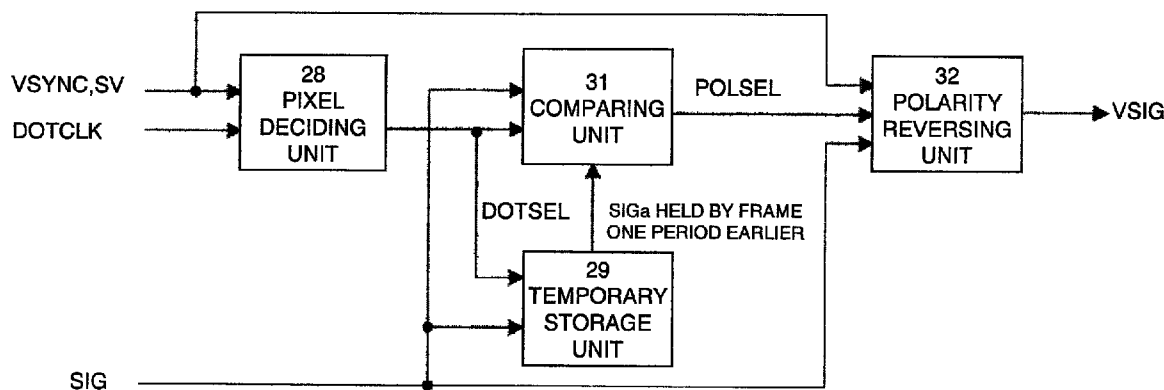 VSYNC,SV
DOTCLK
28
PIXEL
DECIDING
UNIT
31
COMPARING
UNIT
POLSEL
32
POLARITY
REVERSING
UNIT
VSIG
DOTSEL
SIGa HELD BY FRAME
ONE PERIOD EARLIER
29
TEMPORARY
STORAGE
UNIT
SIG